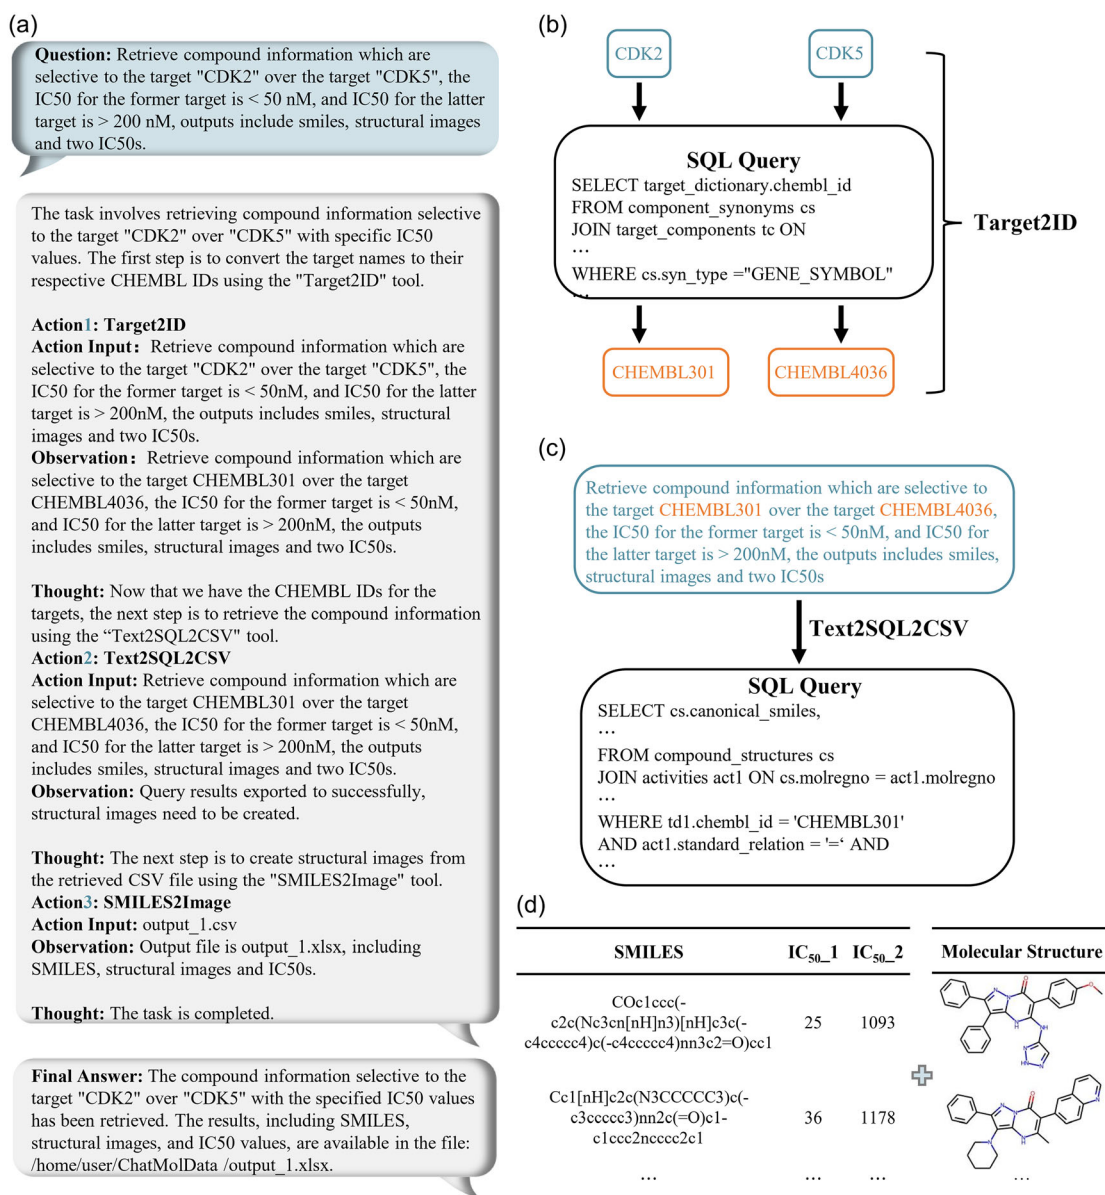 (a)
Question: Retrieve compound information which are
selective to the target "CDK2" over the target "CDK5", the
IC50 for the former target is < 50 nM, and IC50 for the latter
target is > 200 nM, outputs include smiles, structural images
and two IC50s.
The task involves retrieving compound information selective
to the target "CDK2" over "CDK5" with specific IC50
values. The first step is to convert the target names to their
respective CHEMBL IDs using the "Target2ID" tool.
Action1: Target2ID
Action Input: Retrieve compound information which are
selective to the target "CDK2" over the target "CDK5", the
IC50 for the former target is < 50nM, and IC50 for the latter
target is > 200nM, the outputs includes smiles, structural
images and two IC50s.
Observation: Retrieve compound information which are
selective to the target CHEMBL301 over the target
CHEMBL4036, the IC50 for the former target is < 50nM,
and IC50 for the latter target is > 200nM, the outputs
includes smiles, structural images and two IC50s.
Thought: Now that we have the CHEMBL IDs for the
targets, the next step is to retrieve the compound information
using the “Text2SQL2CSV" tool.
Action2: Text2SQL2CSV
Action Input: Retrieve compound information which are
selective to the target CHEMBL301 over the target
CHEMBL4036, the IC50 for the former target is < 50nM,
and IC50 for the latter target is > 200nM, the outputs
includes smiles, structural images and two IC50s.
Observation: Query results exported to successfully,
structural images need to be created.
Thought: The next step is to create structural images from
the retrieved CSV file using the "SMILES2Image" tool.
Action3: SMILES2Image
Action Input: output_1.csv
Observation: Output file is output_1.xlsx, including
SMILES, structural images and IC50s.
Thought: The task is completed.
Final Answer: The compound information selective to the
target "CDK2" over "CDK5" with the specified IC50 values
has been retrieved. The results, including SMILES,
structural images, and IC50 values, are available in the file:
/home/user/ChatMolData /output_1.xlsx.
(b)
CDK2 CDK5
SQL Query
SELECT target_dictionary.chembl_id
FROM component_synonyms cs
JOIN target_components tc ON
...
WHERE cs.syn_type ="GENE_SYMBOL"
...
Target2ID
CHEMBL301 CHEMBL4036
(c)
Retrieve compound information which are selective to
the target CHEMBL301 over the target CHEMBL4036,
the IC50 for the former target is < 50nM, and IC50 for
the latter target is > 200nM, the outputs includes smiles,
structural images and two IC50s
Text2SQL2CSV
SQL Query
SELECT cs.canonical_smiles,
...
FROM compound_structures cs
JOIN activities act1 ON cs.molregno = act1.molregno
...
WHERE td1.chembl_id = 'CHEMBL301'
AND act1.standard_relation = '=‘ AND
...
(d)
SMILES IC50_1 IC50_2 Molecular Structure
COc1ccc(-
c2c(Nc3cn[nH]n3)[nH]c3c(-
c4ccccc4)c(-c4ccccc4)nn3c2=O)cc1
25 1093
N N O O NH NH N N HN
Cc1[nH]c2c(N3CCCCC3)c(-
c3ccccc3)nn2c(=O)c1-
c1ccc2ncccc2c1
36 1178
N N O N NH N
... ... ... ...